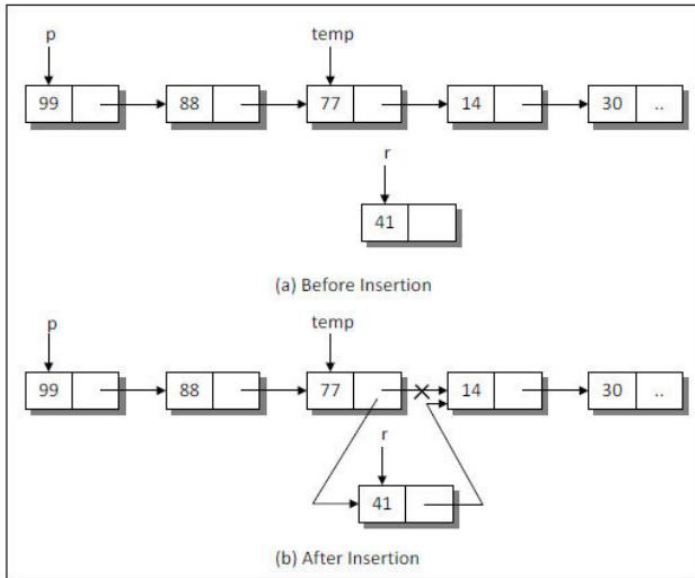 p temp
99 88 77 14 30 ..
r
41
(a) Before Insertion
p temp
99 88 77 14 30 ..
r
41
(b) After Insertion